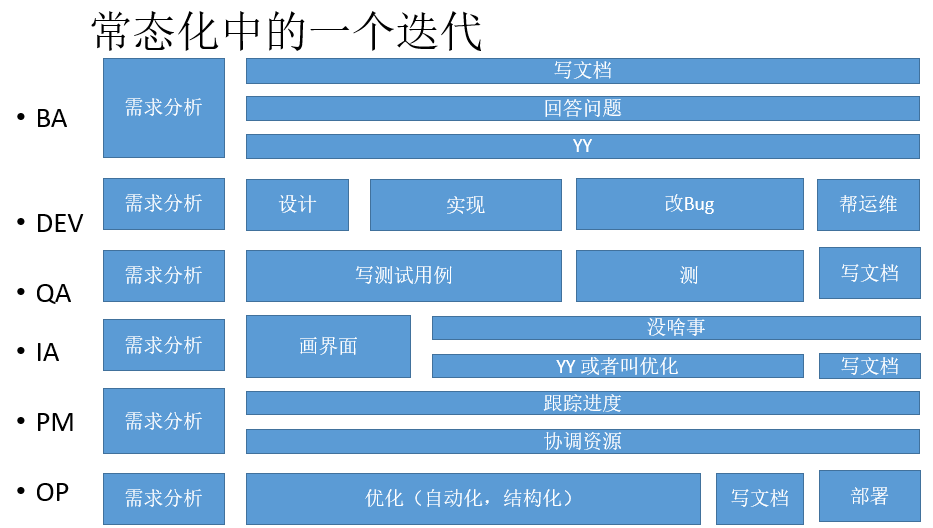 常态化中的一个迭代
• BA
需求分析
写文档
回答问题
YY
• DEV
需求分析
设计
实现
改Bug
帮运维
• QA
需求分析
写测试用例
测
写文档
• IA
需求分析
画界面
没啥事
YY 或者叫优化
写文档
• PM
需求分析
跟踪进度
协调资源
• OP
需求分析
优化（自动化，结构化）
写文档
部署